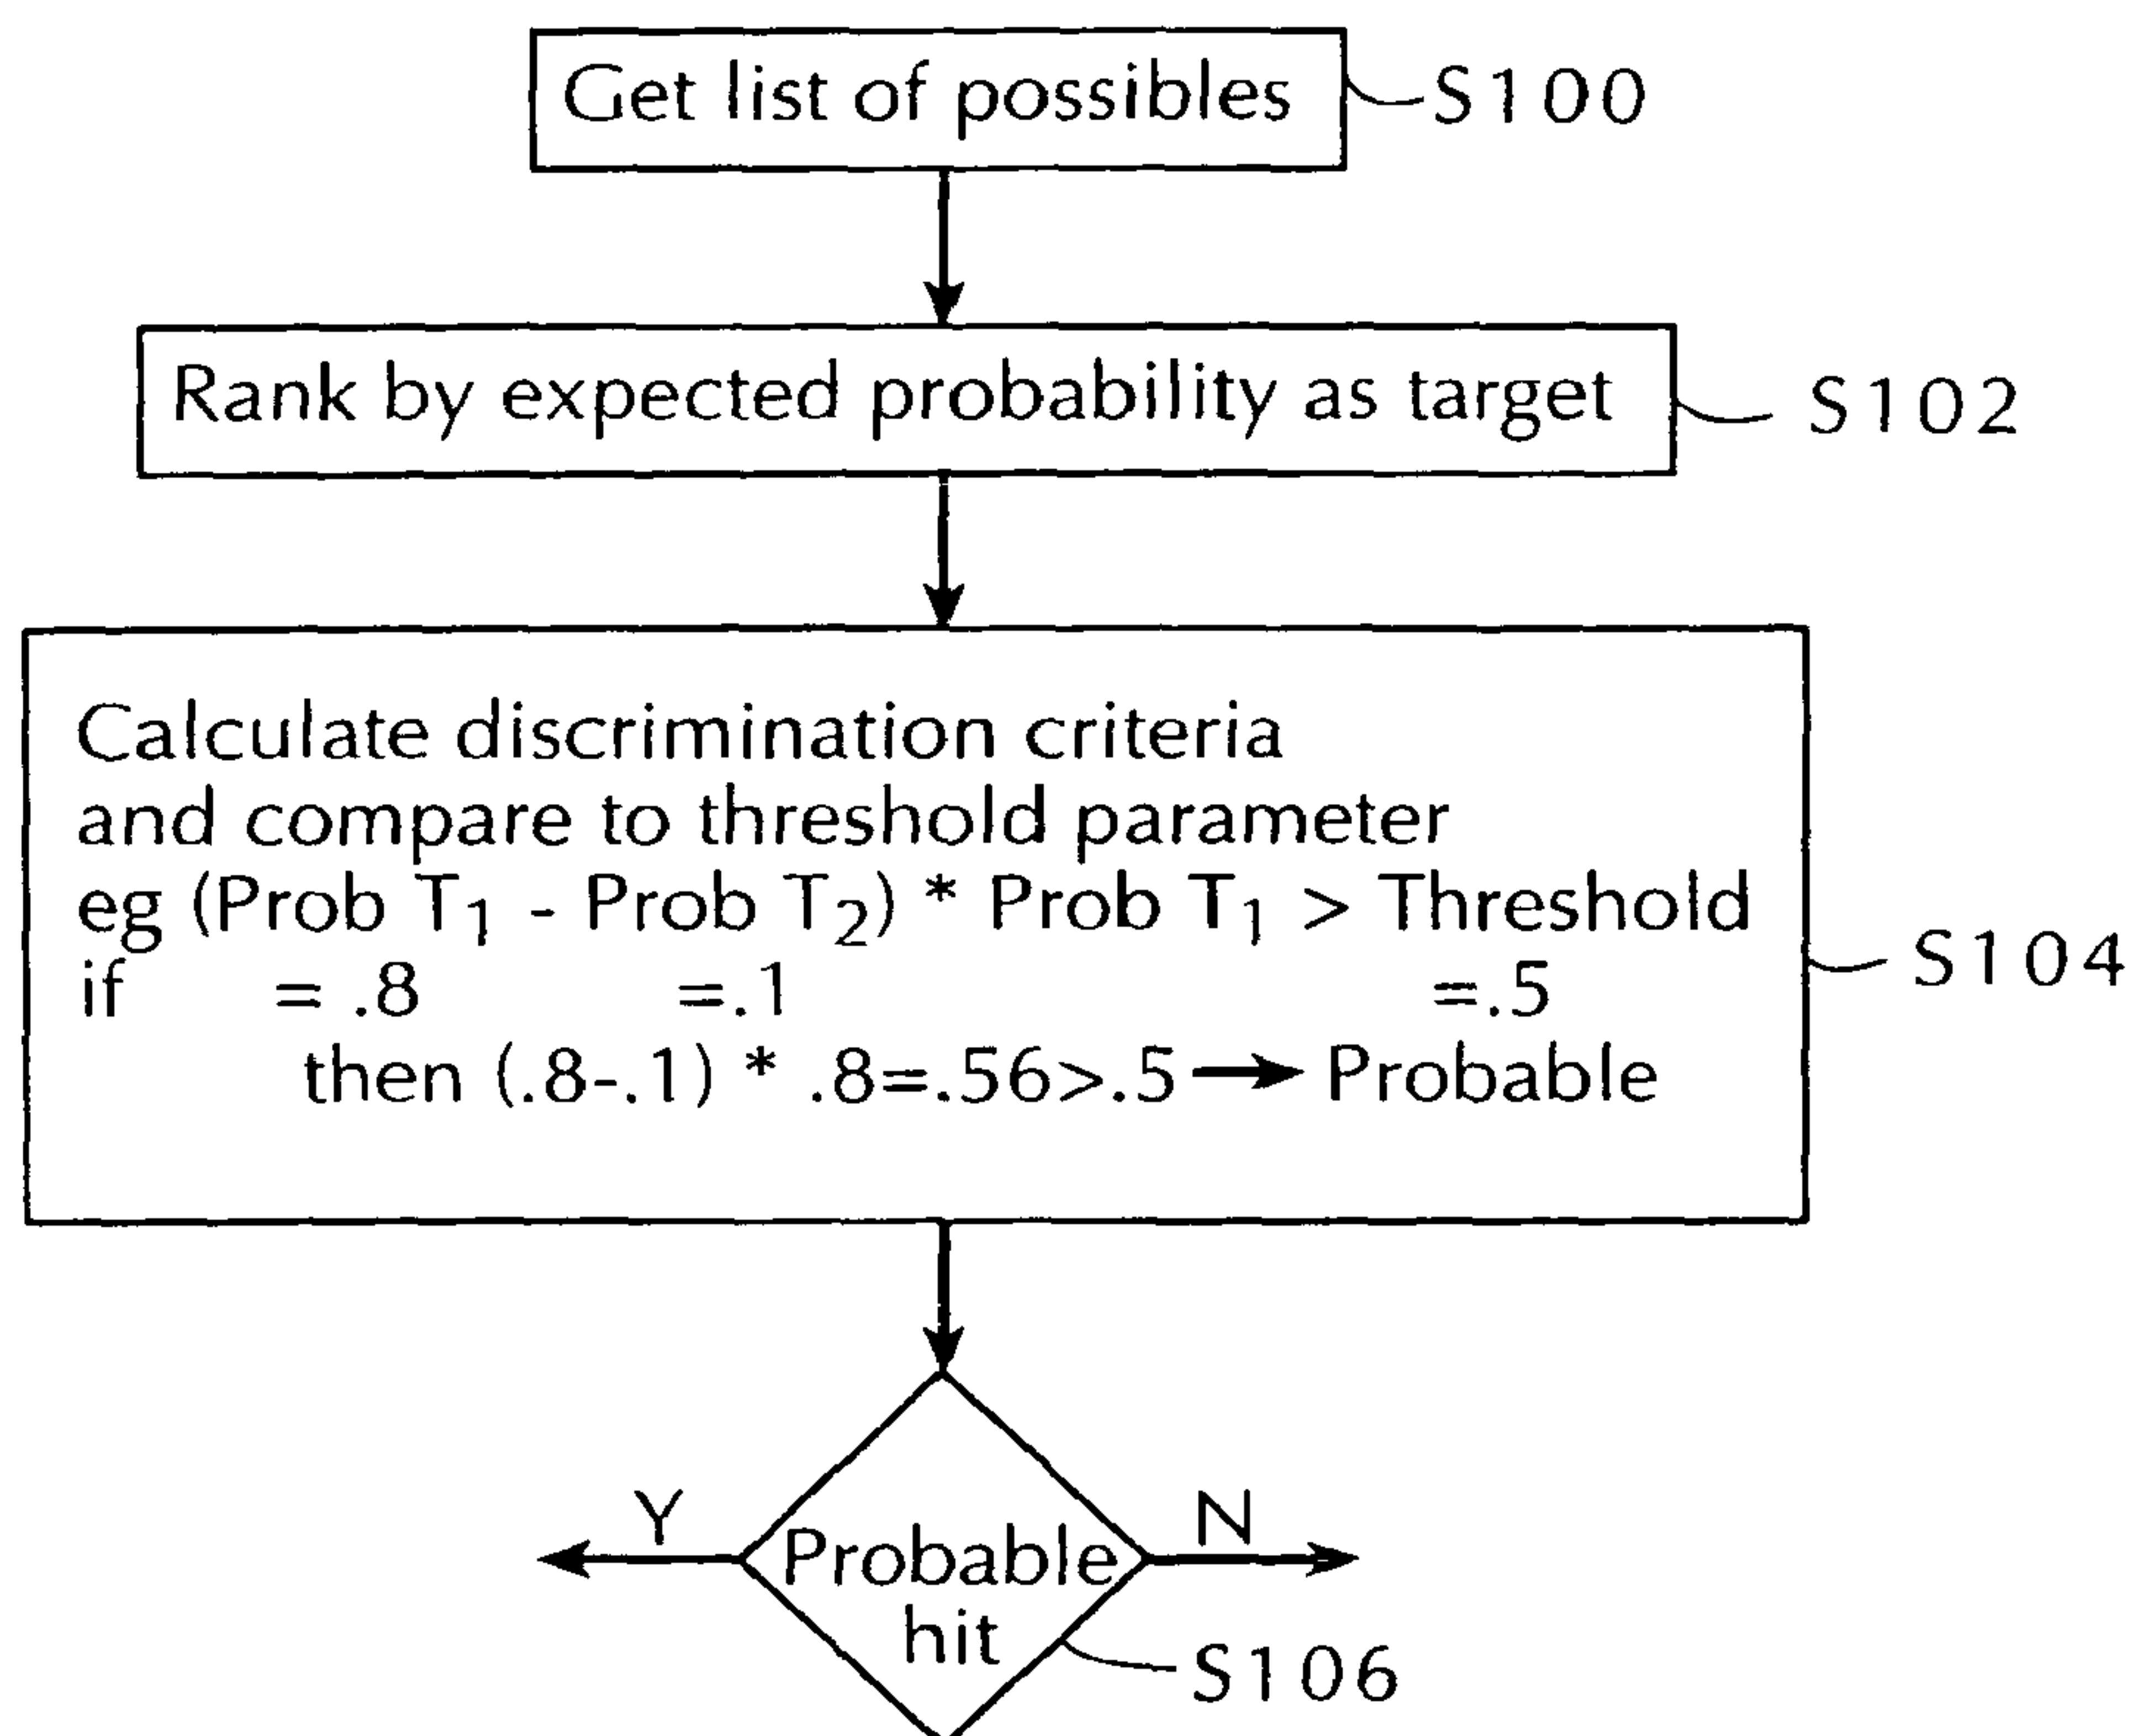 Get list of possibles
S100
Rank by expected probability as target
S102
Calculate discrimination criteria
and compare to threshold parameter
eg (Prob T1 - Prob T2) * Prob T1 > Threshold
if = .8 =.1 =.5
then (.8-.1) * .8=.56>.5 → Probable
S104
Y
N
Probable
hit
S106